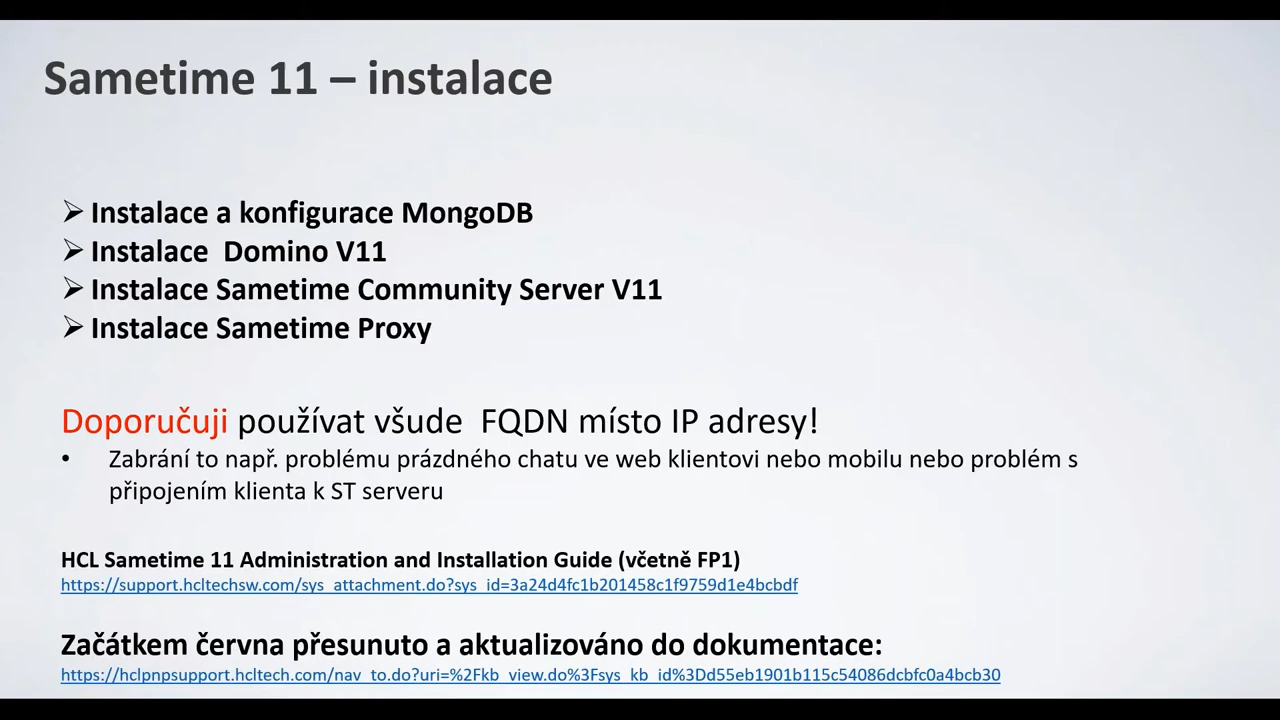 Sametime 11 – instalace
➢ Instalace a konfigurace MongoDB
➢ Instalace  Domino V11
➢ Instalace Sametime Community Server V11
➢ Instalace Sametime Proxy
Doporučuji používat všude  FQDN místo IP adresy!
• Zabrání to např. problému prázdného chatu ve web klientovi nebo mobilu nebo problém s
připojením klienta k ST serveru
HCL Sametime 11 Administration and Installation Guide (včetně FP1)
https://support.hcltechsw.com/sys_attachment.do?sys_id=3a24d4fc1b201458c1f9759d1e4bcbdf
Začátkem června přesunuto a aktualizováno do dokumentace:
https://hclpnpsupport.hcltech.com/nav_to.do?uri=%2Fkb_view.do%3Fsys_kb_id%3Dd55eb1901b115c54086dcbfc0a4bcb30